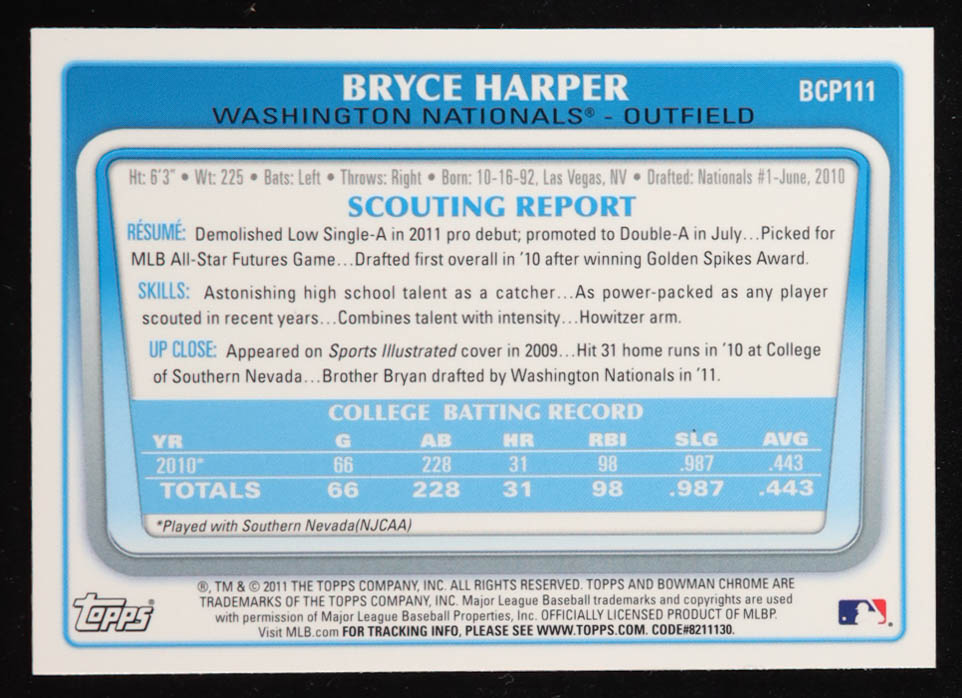 BRYCE HARPER
BCP111
WASHINGTON NATIONALS® - OUTFIELD
Ht: 6'3" • Wt: 225 • Bats: Left • Throws: Right • Born: 10-16-92, Las Vegas, NV • Drafted: Nationals #1-June, 2010
SCOUTING REPORT
RÉSUMÉ: Demolished Low Single-A in 2011 pro debut; promoted to Double-A in July...Picked for
MLB All-Star Futures Game...Drafted first overall in '10 after winning Golden Spikes Award.
SKILLS: Astonishing high school talent as a catcher...As power-packed as any player
scouted in recent years...Combines talent with intensity...Howitzer arm.
UP CLOSE: Appeared on Sports Illustrated cover in 2009...Hit 31 home runs in '10 at College
of Southern Nevada...Brother Bryan drafted by Washington Nationals in '11.
COLLEGE BATTING RECORD
YR G AB HR RBI SLG AVG
2010* 66 228 31 98 .987 .443
TOTALS 66 228 31 98 .987 .443
*Played with Southern Nevada(NJCAA)
®, TM & © 2011 THE TOPPS COMPANY, INC. ALL RIGHTS RESERVED. TOPPS AND BOWMAN CHROME ARE
TRADEMARKS OF THE TOPPS COMPANY, INC. Major League Baseball trademarks and copyrights are used
with permission of Major League Baseball Properties, Inc. OFFICIALLY LICENSED PRODUCT OF MLBP.
Visit MLB.com FOR TRACKING INFO, PLEASE SEE WWW.TOPPS.COM. CODE#8211130.
topps®